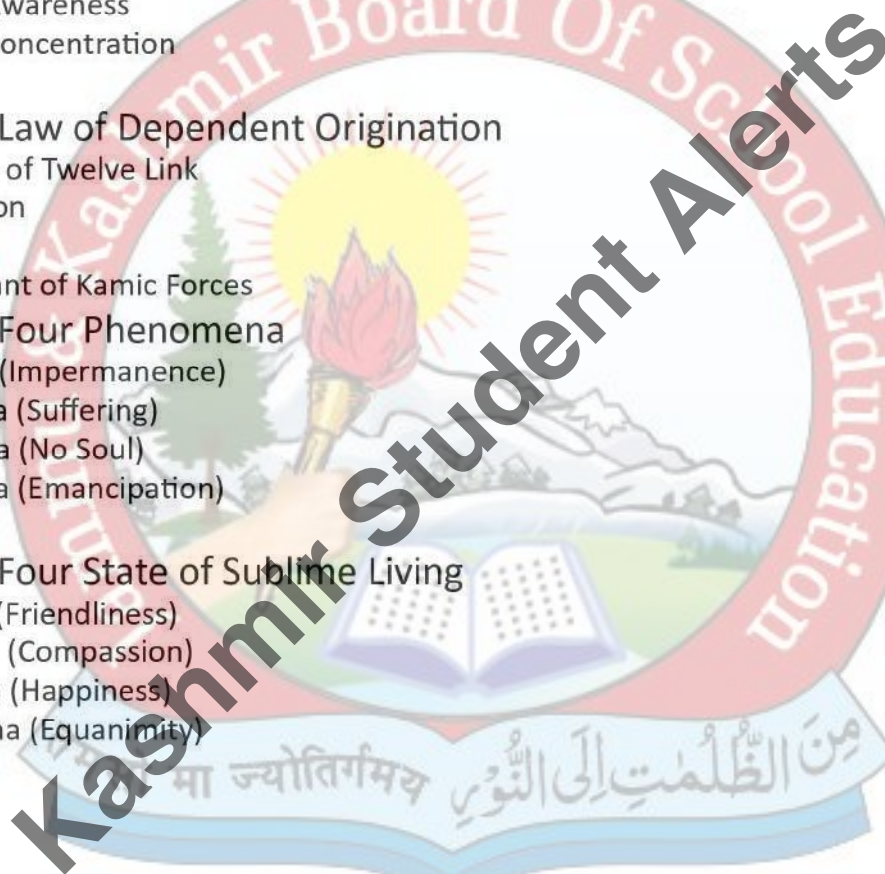 wareness
oncentration
Law of Dependent Origination
of Twelve Link
on
ant of Kamic Forces
Four Phenomena
(Impermanence)
a (Suffering)
a (No Soul)
a (Emancipation)
Four State of Sublime Living
(Friendliness)
(Compassion)
(Happiness)
na (Equanimity)
Jammu & Kashmir Board Of School Education
Kashmir Student Alerts
मा ज्योतिर्गमय
مِنَ الظُّلُمٰتِ اِلَى النُّوْرِ